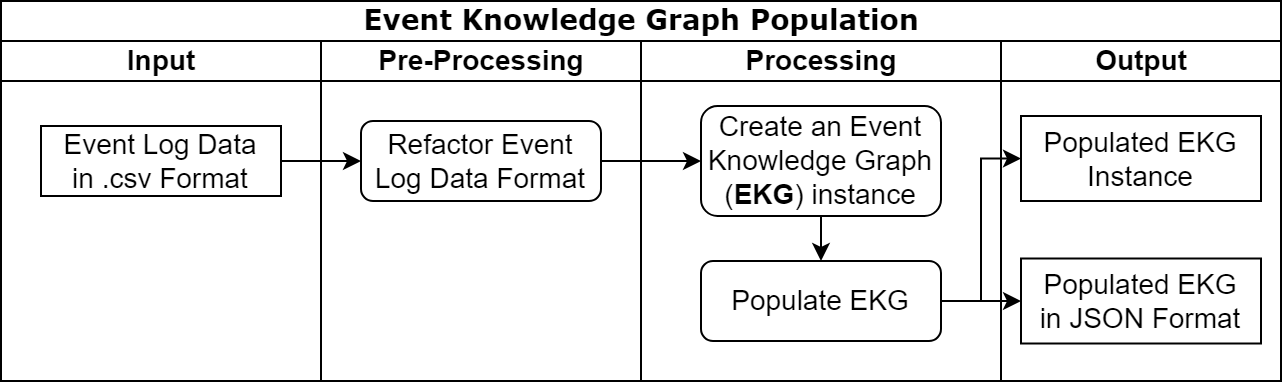 Event Knowledge Graph Population
Input
Pre-Processing
Processing
Output
Event Log Data
in .csv Format
Refactor Event
Log Data Format
Create an Event
Knowledge Graph
(EKG) instance
Populate EKG
Populated EKG
Instance
Populated EKG
in JSON Format